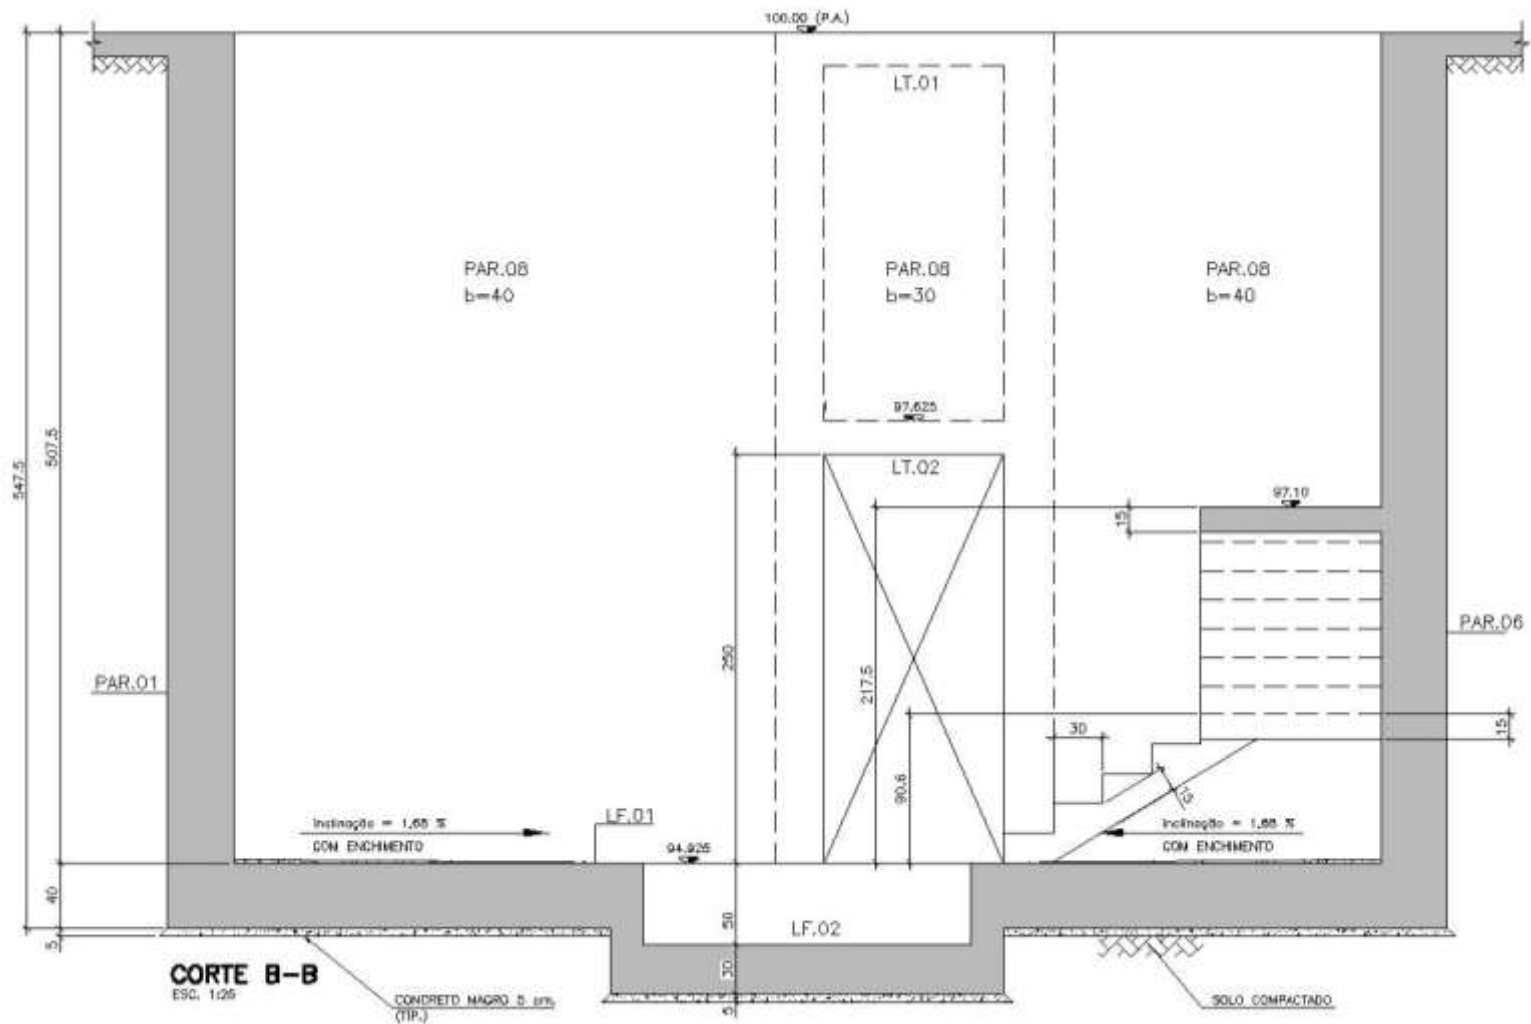 100.00 (P.A.)
LT.01
PAR.08
b=40
PAR.08
b=30
PAR.08
b=40
97.625
507.5
547.5
LT.02
97.10
15
PAR.06
250
217.5
PAR.01
30
15
90.6
15
LF.01
Inclinação = 1,68 %
COM ENCHIMENTO
Inclinação = 1,68 %
COM ENCHIMENTO
94.925
40
50
LF.02
5
CORTE B-B
ESC. 1:25
30
CONCRETO MAGRO 5 cm.
(TIP.)
5
SOLO COMPACTADO